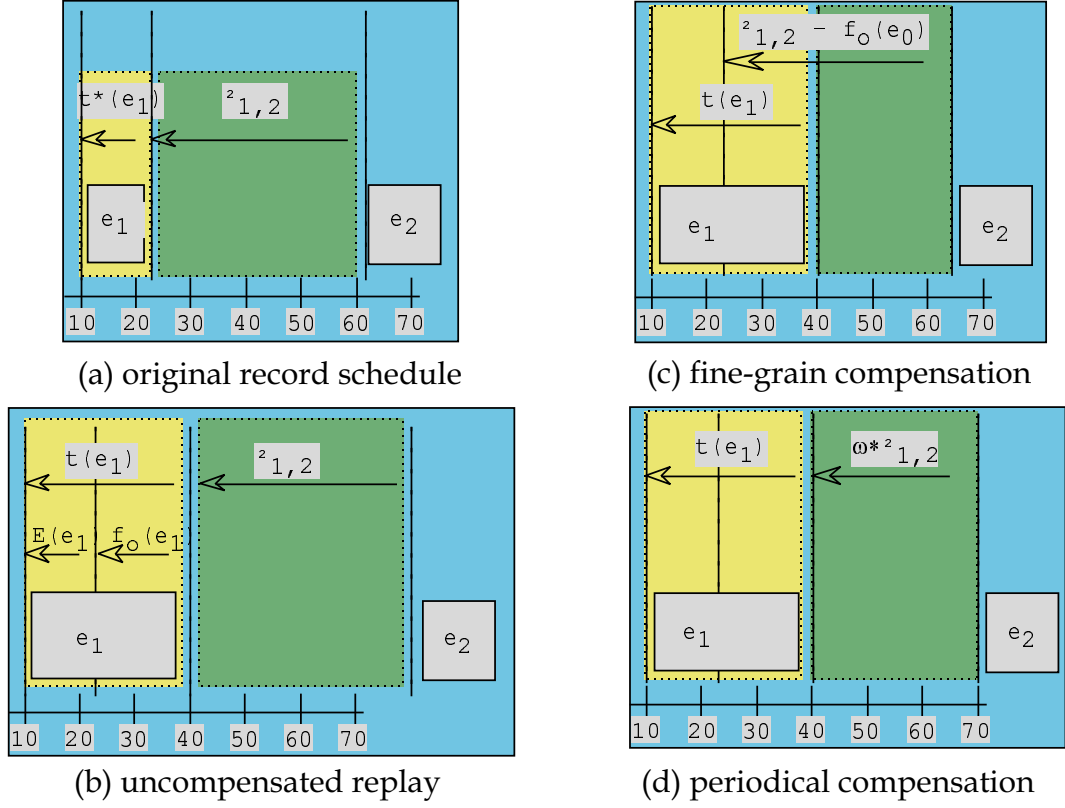 t*(e1)
²1,2
e1
e2
10 20 30 40 50 60 70
(a) original record schedule
²1,2 - fo(e0)
t(e1)
e1
e2
10 20 30 40 50 60 70
(c) fine-grain compensation
t(e1)
²1,2
E(e1) fo(e1)
e1
e2
10 20 30 40 50 60 70
(b) uncompensated replay
t(e1)
ω*²1,2
e1
e2
10 20 30 40 50 60 70
(d) periodical compensation